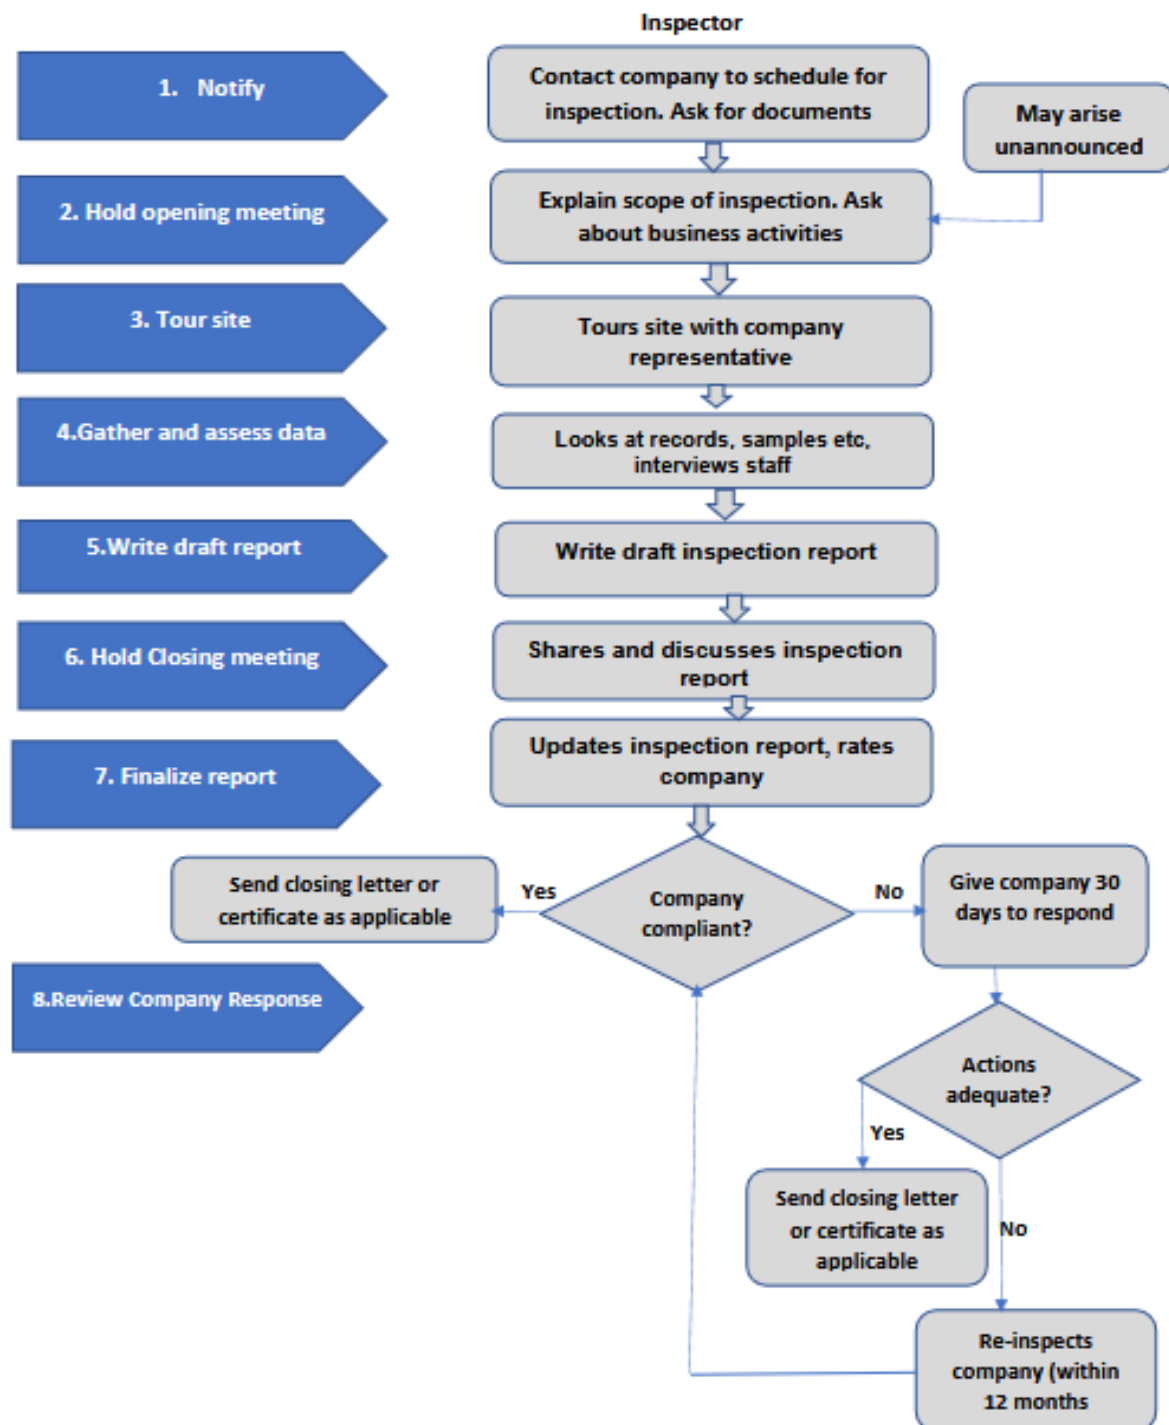 Inspector
1. Notify
Contact company to schedule for
inspection. Ask for documents
May arise
unannounced
2. Hold opening meeting
Explain scope of inspection. Ask
about business activities
3. Tour site
Tours site with company
representative
4.Gather and assess data
Looks at records, samples etc,
interviews staff
5.Write draft report
Write draft inspection report
6. Hold Closing meeting
Shares and discusses inspection
report
7. Finalize report
Updates inspection report, rates
company
Send closing letter or
certificate as applicable
Yes
Company
compliant?
No
Give company 30
days to respond
8.Review Company Response
Actions
adequate?
Yes
Send closing letter
or certificate as
applicable
No
Re-inspects
company (within
12 months